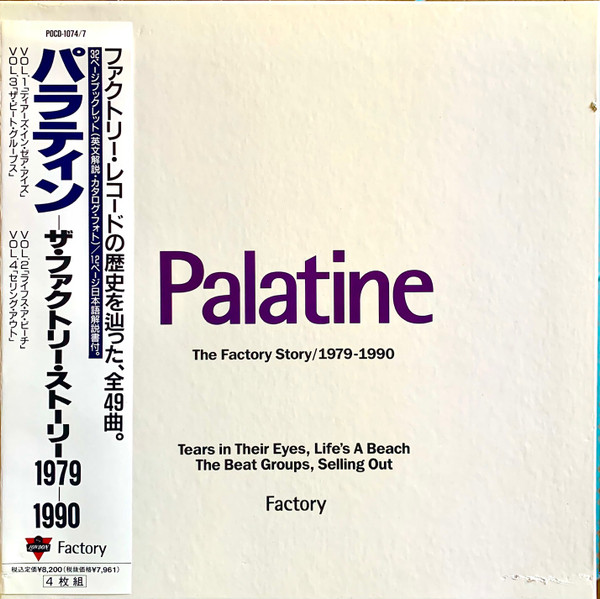 POCD-1074/7
ファクトリー・レコードの歴史を辿った、全49曲。
32ページブックレット(英文解説・カタログ・フォト)/12ページ日本語解説書付。
パラティン─ザ・ファクトリー・ストーリー1979─1990
VOL.1「ティアーズ・イン・ゼア・アイズ」
VOL.2「ライフス・ア・ビーチ」
VOL.3「ザ・ビート・グループス」
VOL.4「セリング・アウト」
LONDON
Factory
税込定価¥8,200(税抜価格¥7,961)
4枚組
Palatine
The Factory Story/1979-1990
Tears in Their Eyes, Life's A Beach
The Beat Groups, Selling Out
Factory